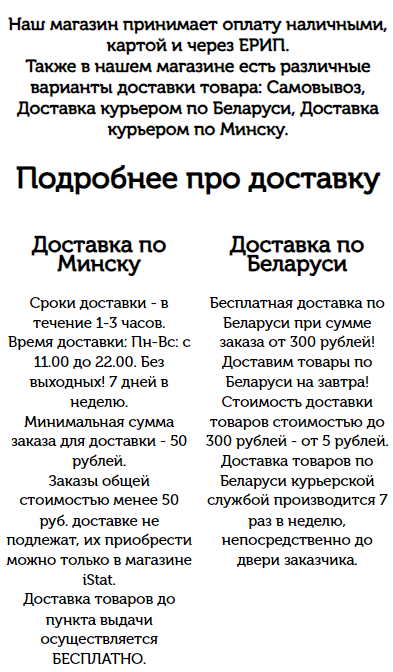 Наш магазин принимает оплату наличными,
картой и через ЕРИП.
Также в нашем магазине есть различные
варианты доставки товара: Самовывоз,
Доставка курьером по Беларуси, Доставка
курьером по Минску.
Подробнее про доставку
Доставка по
Минску
Сроки доставки - в
течение 1-3 часов.
Время доставки: Пн-Вс: с
11.00 до 22.00. Без
выходных! 7 дней в
неделю.
Минимальная сумма
заказа для доставки - 50
рублей.
Заказы общей
стоимостью менее 50
руб. доставке не
подлежат, их приобрести
можно только в магазине
iStat.
Доставка товаров до
пункта выдачи
осуществляется
БЕСПЛАТНО.
Доставка по
Беларуси
Бесплатная доставка по
Беларуси при сумме
заказа от 300 рублей!
Доставим товары по
Беларуси на завтра!
Стоимость доставки
товаров стоимостью до
300 рублей - от 5 рублей.
Доставка товаров по
Беларуси курьерской
службой производится 7
раз в неделю,
непосредственно до
двери заказчика.